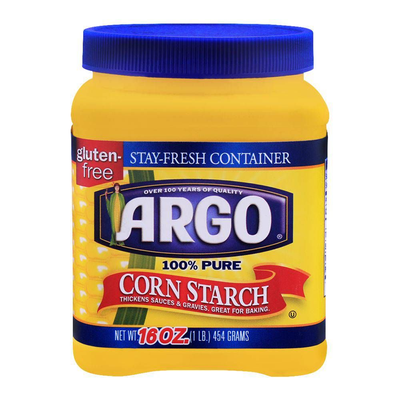 gluten-
free
STAY-FRESH CONTAINER
OVER 100 YEARS OF QUALITY
ARGO®
100% PURE
CORN STARCH
THICKENS SAUCES & GRAVIES, GREAT FOR BAKING.
U
NET WT. 16 OZ. (1 LB.) 454 GRAMS